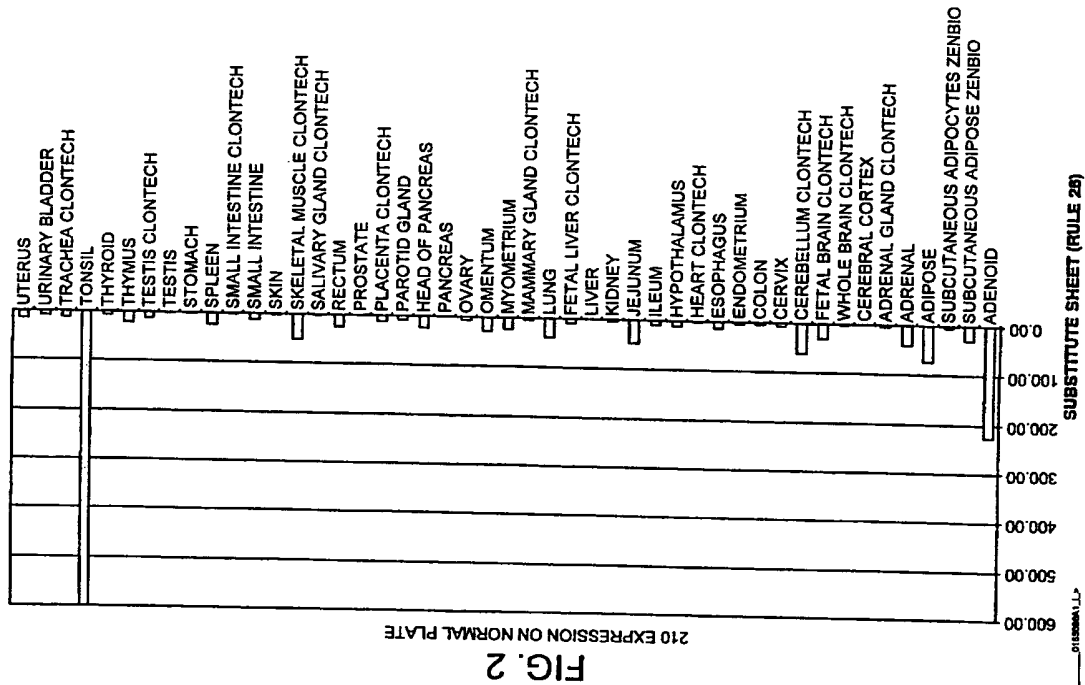 FIG. 2
210 EXPRESSION ON NORMAL PLATE
UTERUS
URINARY BLADDER
TRACHEA CLONTECH
TONSIL
THYROID
THYMUS
TESTIS CLONTECH
TESTIS
STOMACH
SPLEEN
SMALL INTESTINE CLONTECH
SMALL INTESTINE
SKIN
SKELETAL MUSCLE CLONTECH
SALIVARY GLAND CLONTECH
RECTUM
PROSTATE
PLACENTA CLONTECH
PAROTID GLAND
HEAD OF PANCREAS
PANCREAS
OVARY
OMENTUM
MYOMETRIUM
MAMMARY GLAND CLONTECH
LUNG
FETAL LIVER CLONTECH
LIVER
KIDNEY
JEJUNUM
ILEUM
HYPOTHALAMUS
HEART CLONTECH
ESOPHAGUS
ENDOMETRIUM
COLON
CERVIX
CEREBELLUM CLONTECH
FETAL BRAIN CLONTECH
WHOLE BRAIN CLONTECH
CEREBRAL CORTEX
ADRENAL GLAND CLONTECH
ADRENAL
ADIPOSE
SUBCUTANEOUS ADIPOCYTES ZENBIO
SUBCUTANEOUS ADIPOSE ZENBIO
ADENOID
0.00
100.00
200.00
300.00
400.00
500.00
600.00
SUBSTITUTE SHEET (RULE 26)